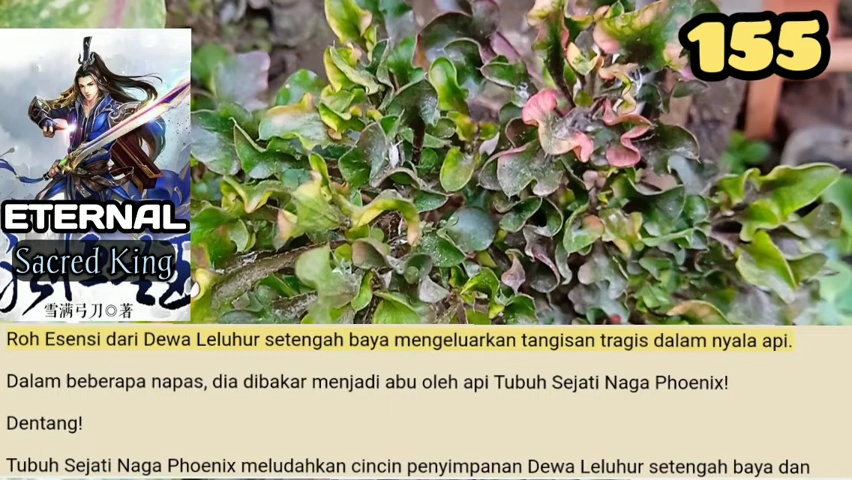 155
ETERNAL
Sacred King
雪满弓刀◎著
Roh Esensi dari Dewa Leluhur setengah baya mengeluarkan tangisan tragis dalam nyala api.
Dalam beberapa napas, dia dibakar menjadi abu oleh api Tubuh Sejati Naga Phoenix!
Dentang!
Tubuh Sejati Naga Phoenix meludahkan cincin penyimpanan Dewa Leluhur setengah baya dan